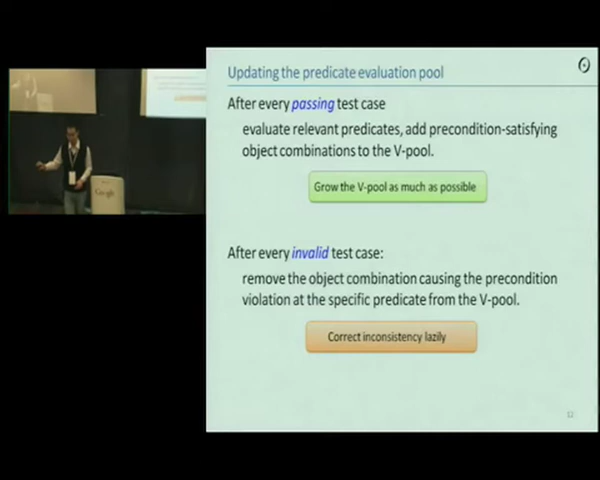 Updating the predicate evaluation pool
After every passing test case
evaluate relevant predicates, add precondition-satisfying
object combinations to the V-pool.
Grow the V-pool as much as possible
After every invalid test case:
remove the object combination causing the precondition
violation at the specific predicate from the V-pool.
Correct inconsistency lazily
12
Google